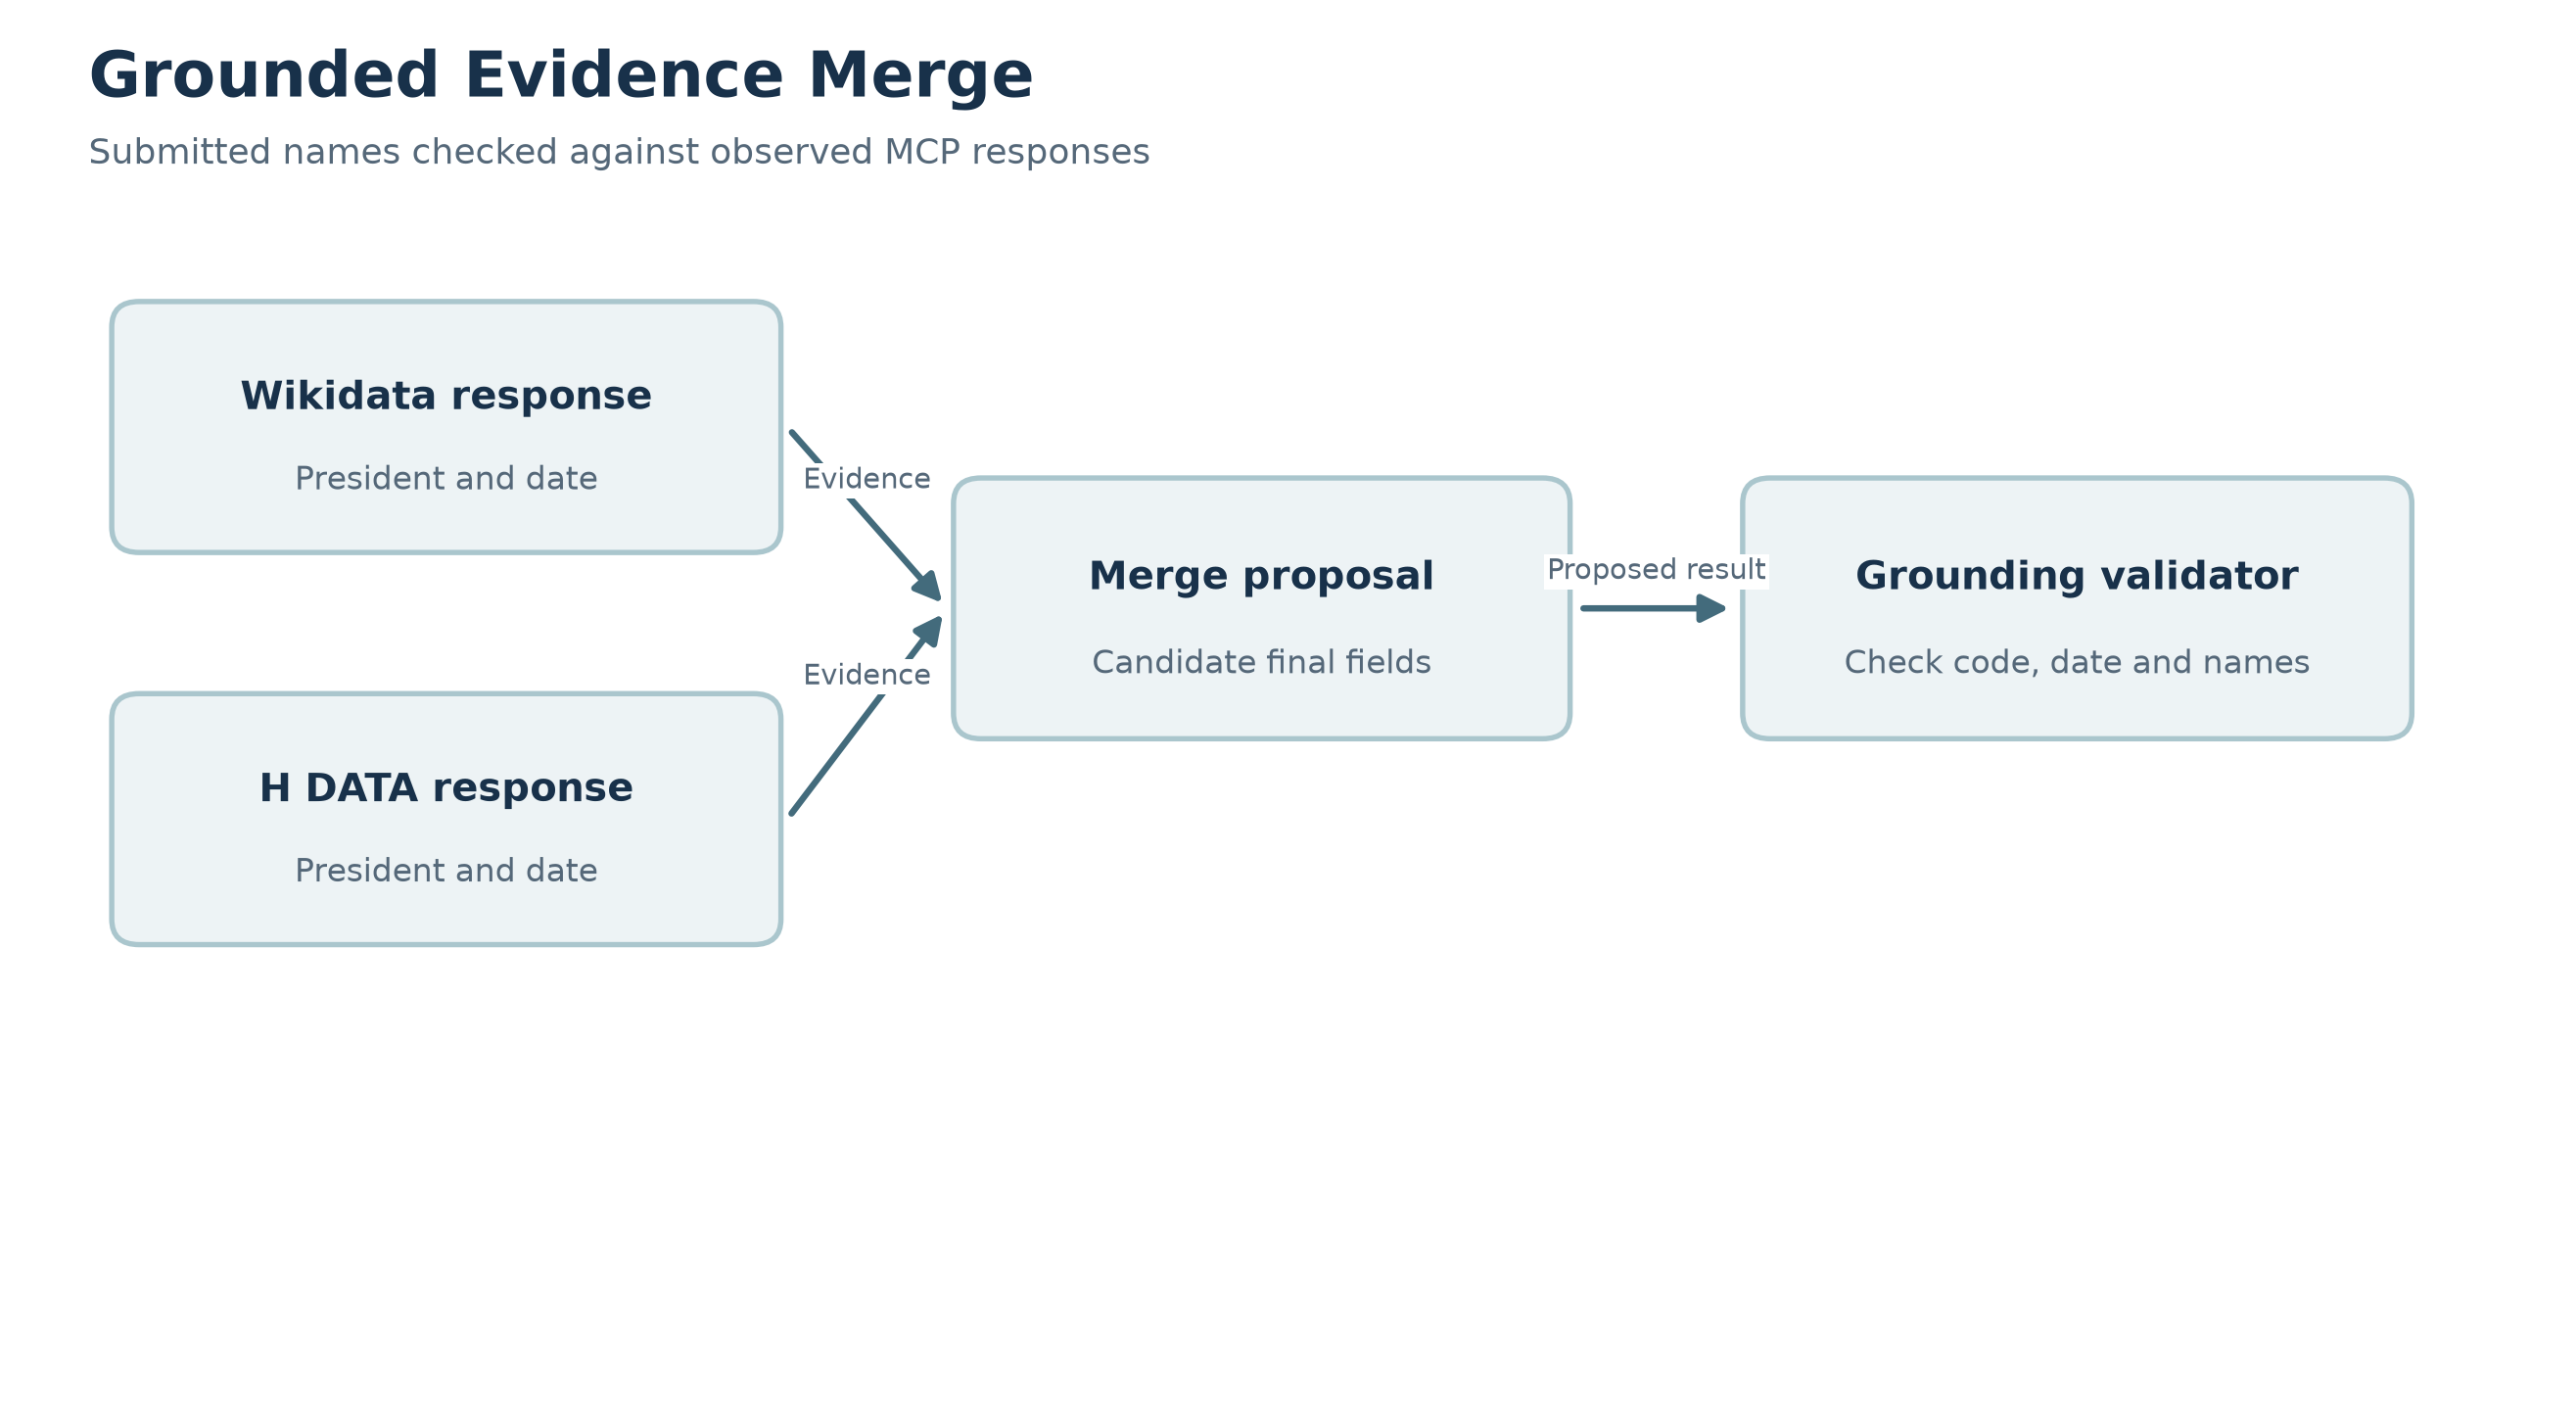 Grounded Evidence Merge
Submitted names checked against observed MCP responses
Wikidata response
President and date
Evidence
H DATA response
President and date
Evidence
Merge proposal
Candidate final fields
Proposed result
Grounding validator
Check code, date and names